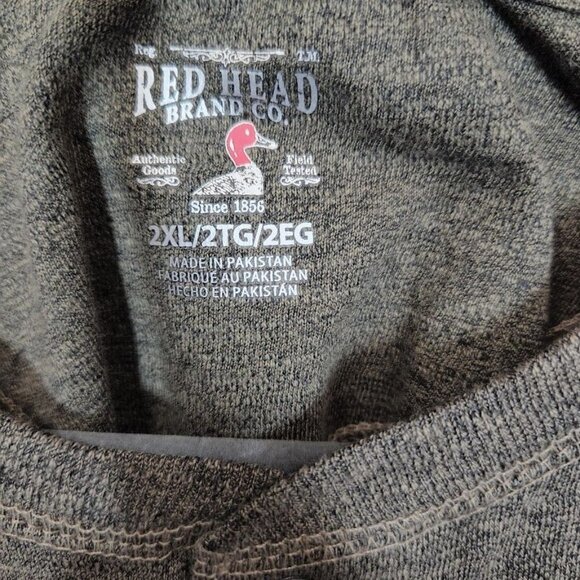 Reg T.M.
RED HEAD
BRAND CO.
Authentic Field
Goods Tested
Since 1856
2XL/2TG/2EG
MADE IN PAKISTAN
FABRIQUÉ AU PAKISTAN
HECHO EN PAKISTÁN